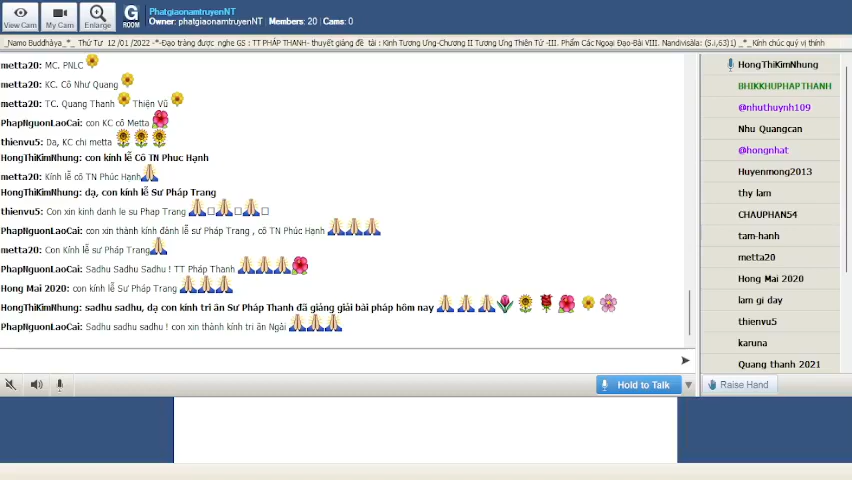 View Cam
My Cam
Enlarge
G
ROOM
PhatgiaonamtruyenNT
Owner: phatgiaonamtruyenNT | Members: 20 | Cams: 0
_Namo Buddhâya_*_ Thứ Tư 12 /01 /2022 -*-Đạo tràng được nghe GS : TT PHÁP THANH- thuyết giảng đề tài : Kinh Tương Ưng-Chương II Tương Ưng Thiên Tử -III. Phẩm Các Ngoại Đạo-Bài VIII. Nandivisàla: (S.i,63)1) _*_Kính chúc quý vị thính
metta20: MC. PNLC
metta20: KC. Cô Như Quang
metta20: TC. Quang Thanh Thiện Vũ
PhapNguonLaoCai: con KC cô Metta
thienvu5: Da, KC chi metta
HongThiKimNhung: con kính lễ Cô TN Phuc Hạnh
metta20: Kính lễ cô TN Phúc Hạnh
HongThiKimNhung: dạ, con kính lễ Sư Pháp Trang
thienvu5: Con xin kinh danh le su Phap Trang
PhapNguonLaoCai: con xin thành kính đảnh lễ sư Pháp Trang , cô TN Phúc Hạnh
metta20: Con Kính lễ sư Pháp Trang
PhapNguonLaoCai: Sadhu Sadhu Sadhu ! TT Pháp Thanh
Hong Mai 2020: con kính lễ Sư Pháp Trang
HongThiKimNhung: sadhu sadhu, dạ con kính tri ân Sư Pháp Thanh đã giảng giải bài pháp hôm nay
PhapNguonLaoCai: Sadhu Sadhu sadhu ! con xin thành kính tri ân Ngài
HongThiKimNhung
BHIKKHUPHAPTHANH
@nhuthuynh109
Nhu Quangcan
@hongnhat
Huyenmong2013
thy lam
CHAUPHAN54
tam-hanh
metta20
Hong Mai 2020
lam gi day
thienvu5
karuna
Quang thanh 2021
Hold to Talk
Raise Hand